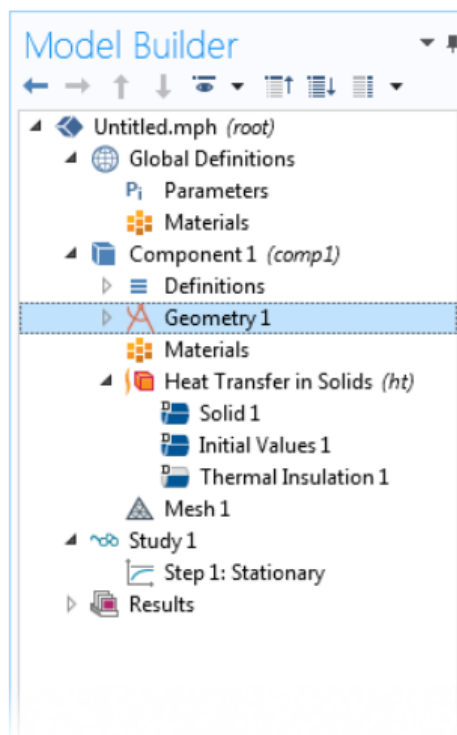 Model Builder
Untitled.mph (root)
Global Definitions
Pi Parameters
Materials
Component 1 (comp1)
Definitions
Geometry 1
Materials
Heat Transfer in Solids (ht)
D Solid 1
D Initial Values 1
D Thermal Insulation 1
Mesh 1
Study 1
Step 1: Stationary
Results